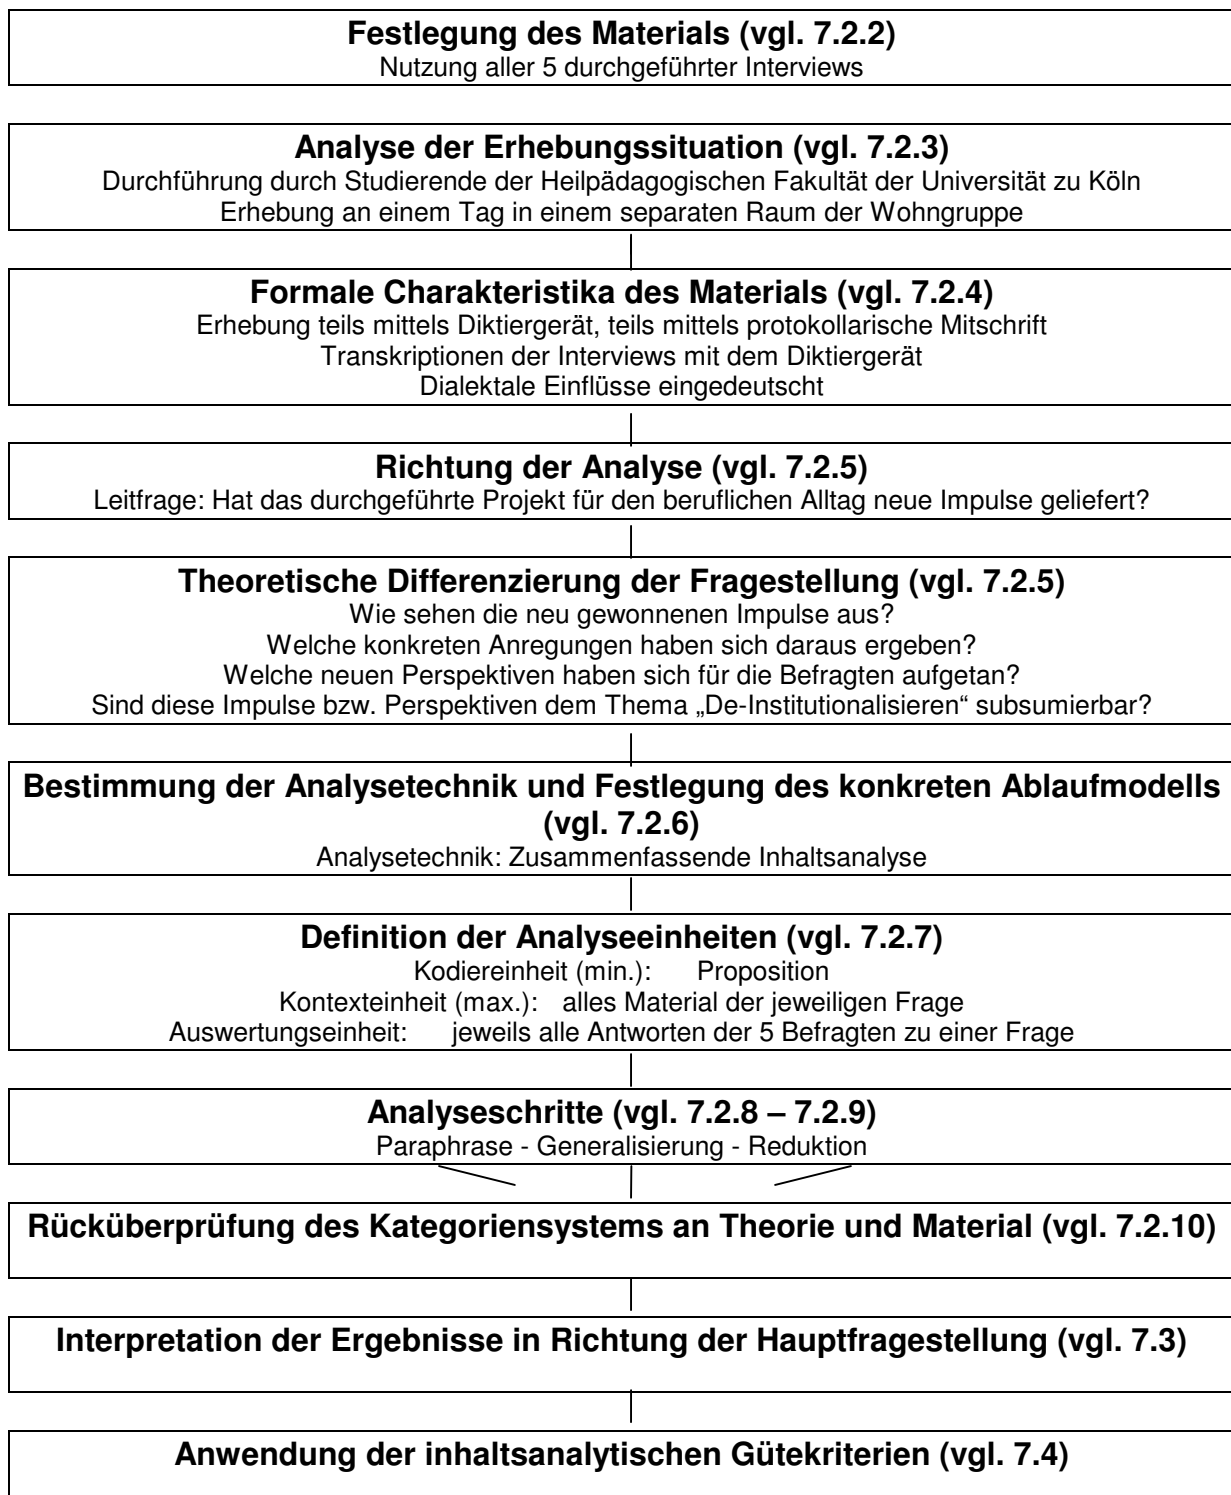 Festlegung des Materials (vgl. 7.2.2)
Nutzung aller 5 durchgeführter Interviews
Analyse der Erhebungssituation (vgl. 7.2.3)
Durchführung durch Studierende der Heilpädagogischen Fakultät der Universität zu Köln
Erhebung an einem Tag in einem separaten Raum der Wohngruppe
Formale Charakteristika des Materials (vgl. 7.2.4)
Erhebung teils mittels Diktiergerät, teils mittels protokollarische Mitschrift
Transkriptionen der Interviews mit dem Diktiergerät
Dialektale Einflüsse eingedeutscht
Richtung der Analyse (vgl. 7.2.5)
Leitfrage: Hat das durchgeführte Projekt für den beruflichen Alltag neue Impulse geliefert?
Theoretische Differenzierung der Fragestellung (vgl. 7.2.5)
Wie sehen die neu gewonnenen Impulse aus?
Welche konkreten Anregungen haben sich daraus ergeben?
Welche neuen Perspektiven haben sich für die Befragten aufgetan?
Sind diese Impulse bzw. Perspektiven dem Thema „De-Institutionalisieren“ subsumierbar?
Bestimmung der Analysetechnik und Festlegung des konkreten Ablaufmodells
(vgl. 7.2.6)
Analysetechnik: Zusammenfassende Inhaltsanalyse
Definition der Analyseeinheiten (vgl. 7.2.7)
Kodiereinheit (min.): Proposition
Kontexteinheit (max.): alles Material der jeweiligen Frage
Auswertungseinheit: jeweils alle Antworten der 5 Befragten zu einer Frage
Analyseschritte (vgl. 7.2.8 – 7.2.9)
Paraphrase - Generalisierung - Reduktion
Rücküberprüfung des Kategoriensystems an Theorie und Material (vgl. 7.2.10)
Interpretation der Ergebnisse in Richtung der Hauptfragestellung (vgl. 7.3)
Anwendung der inhaltsanalytischen Gütekriterien (vgl. 7.4)